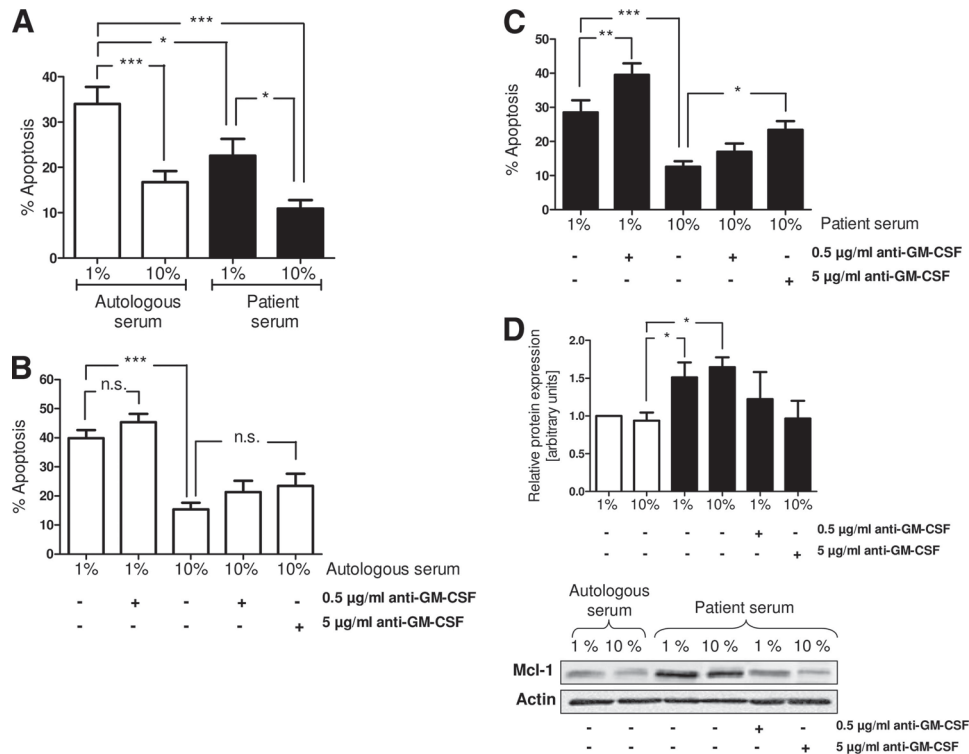 A
***
*
***
*
% Apoptosis
40
30
20
10
0
1% 10% 1% 10%
Autologous serum
Patient serum
B
***
n.s.
n.s.
% Apoptosis
60
50
40
30
20
10
0
1% 1% 10% 10% 10% Autologous serum
- + - + - 0.5 µg/ml anti-GM-CSF
- - - - + 5 µg/ml anti-GM-CSF
C
***
**
*
% Apoptosis
50
40
30
20
10
0
1% 1% 10% 10% 10% Patient serum
- + - + - 0.5 µg/ml anti-GM-CSF
- - - - + 5 µg/ml anti-GM-CSF
D
*
*
Relative protein expression
[arbitrary units]
2.0
1.5
1.0
0.5
0.0
1% 10% 1% 10% 1% 10%
- - - - + - 0.5 µg/ml anti-GM-CSF
- - - - - + 5 µg/ml anti-GM-CSF
Autologous serum
Patient serum
1 % 10 % 1 % 10 % 1 % 10 %
Mcl-1
Actin
- - - - + - 0.5 µg/ml anti-GM-CSF
- - - - - + 5 µg/ml anti-GM-CSF